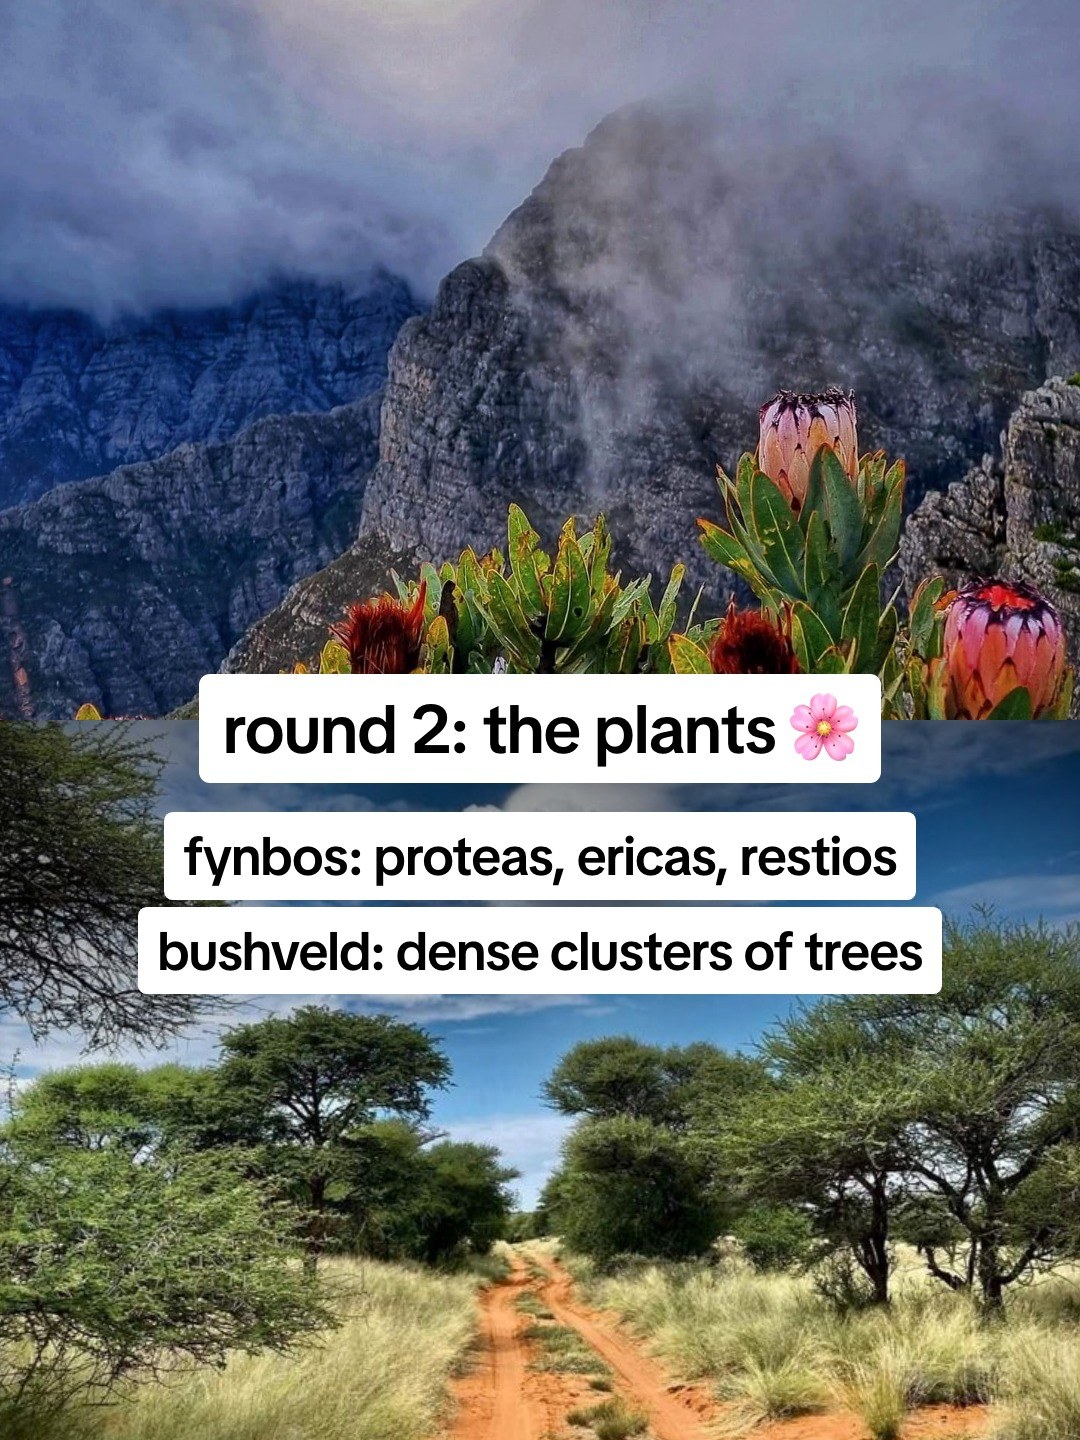 round 2: the plants 🌸
fynbos: proteas, ericas, restios
bushveld: dense clusters of trees